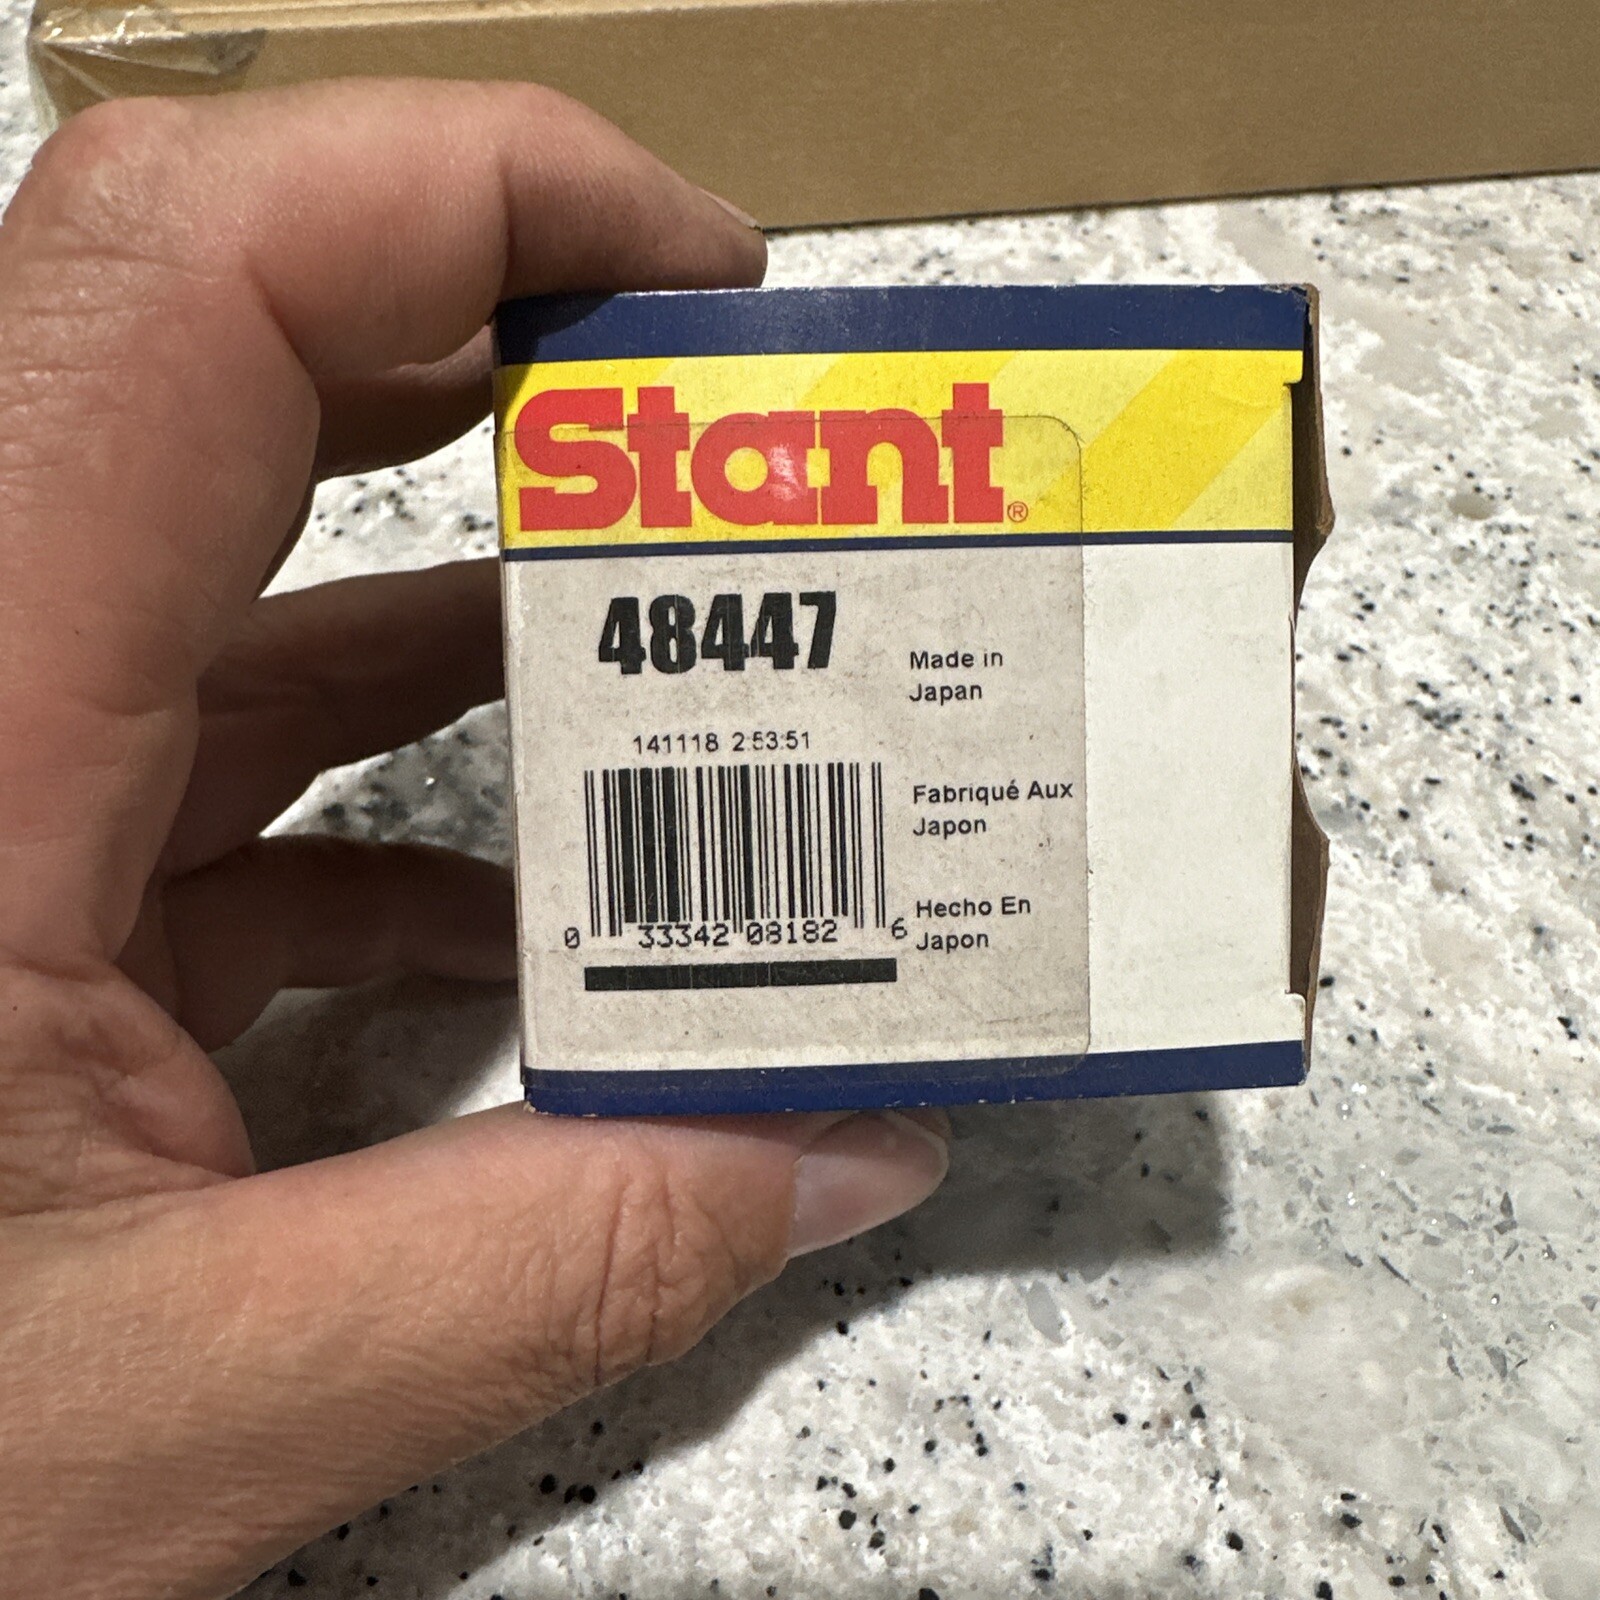 Stant®
48447
Made in
Japan
141118 2:53:51
Fabriqué Aux
Japon
Hecho En
Japon
0 33342 08182 6